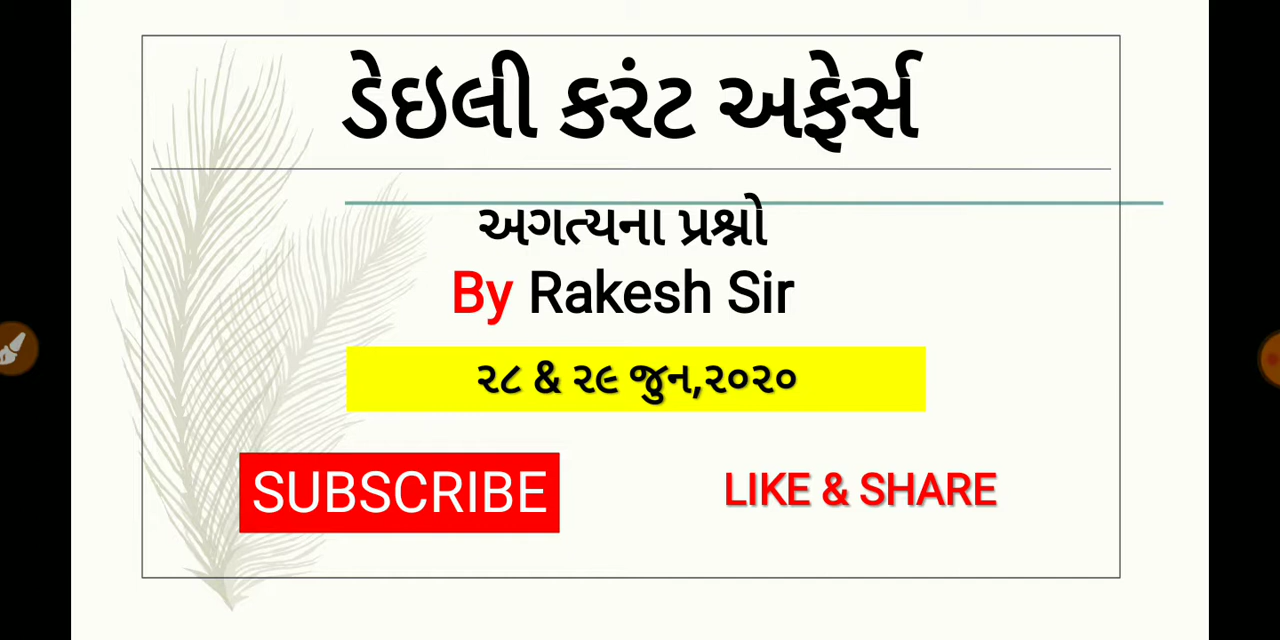 ડેઇલી કરંટ અફેર્સ
અગત્યના પ્રશ્નો
By Rakesh Sir
૨૮ & ૨૯ જુન,૨૦૨૦
SUBSCRIBE
LIKE & SHARE